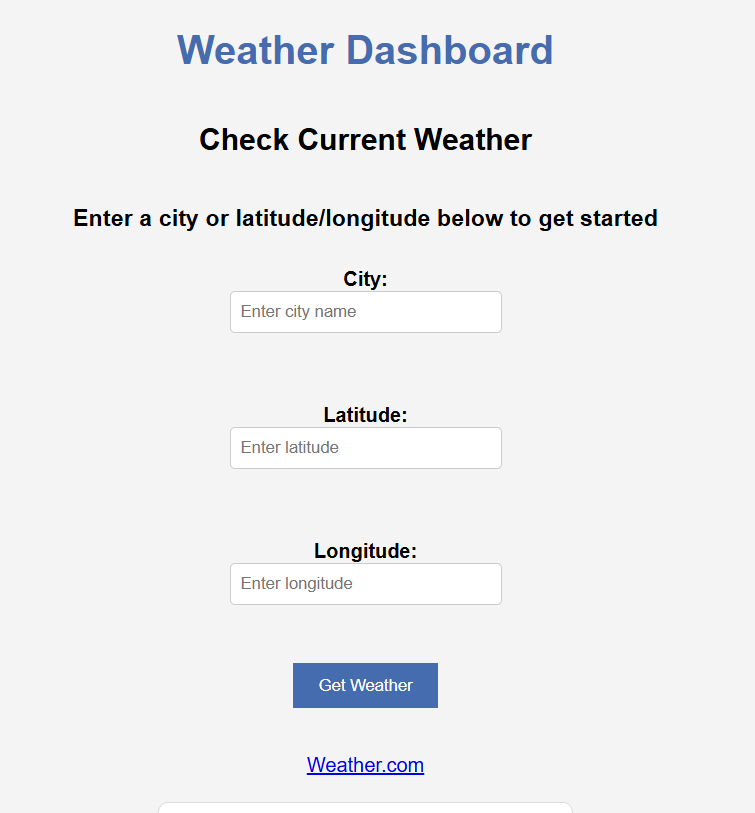 Weather Dashboard
Check Current Weather
Enter a city or latitude/longitude below to get started
City:
Enter city name
Latitude:
Enter latitude
Longitude:
Enter longitude
Get Weather
Weather.com